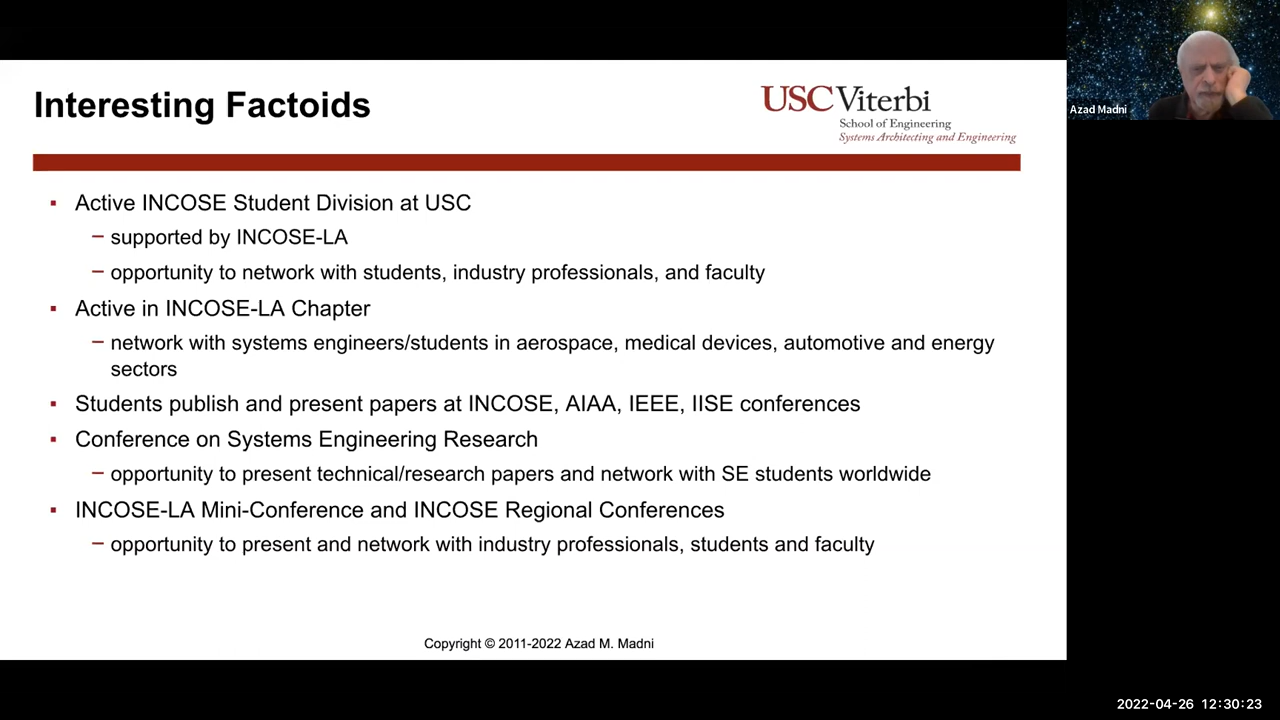 Interesting Factoids
USC Viterbi
School of Engineering
Systems Architecting and Engineering
Azad Madni
▪ Active INCOSE Student Division at USC
– supported by INCOSE-LA
– opportunity to network with students, industry professionals, and faculty
▪ Active in INCOSE-LA Chapter
– network with systems engineers/students in aerospace, medical devices, automotive and energy
sectors
▪ Students publish and present papers at INCOSE, AIAA, IEEE, IISE conferences
▪ Conference on Systems Engineering Research
– opportunity to present technical/research papers and network with SE students worldwide
▪ INCOSE-LA Mini-Conference and INCOSE Regional Conferences
– opportunity to present and network with industry professionals, students and faculty
Copyright © 2011-2022 Azad M. Madni
2022-04-26 12:30:23